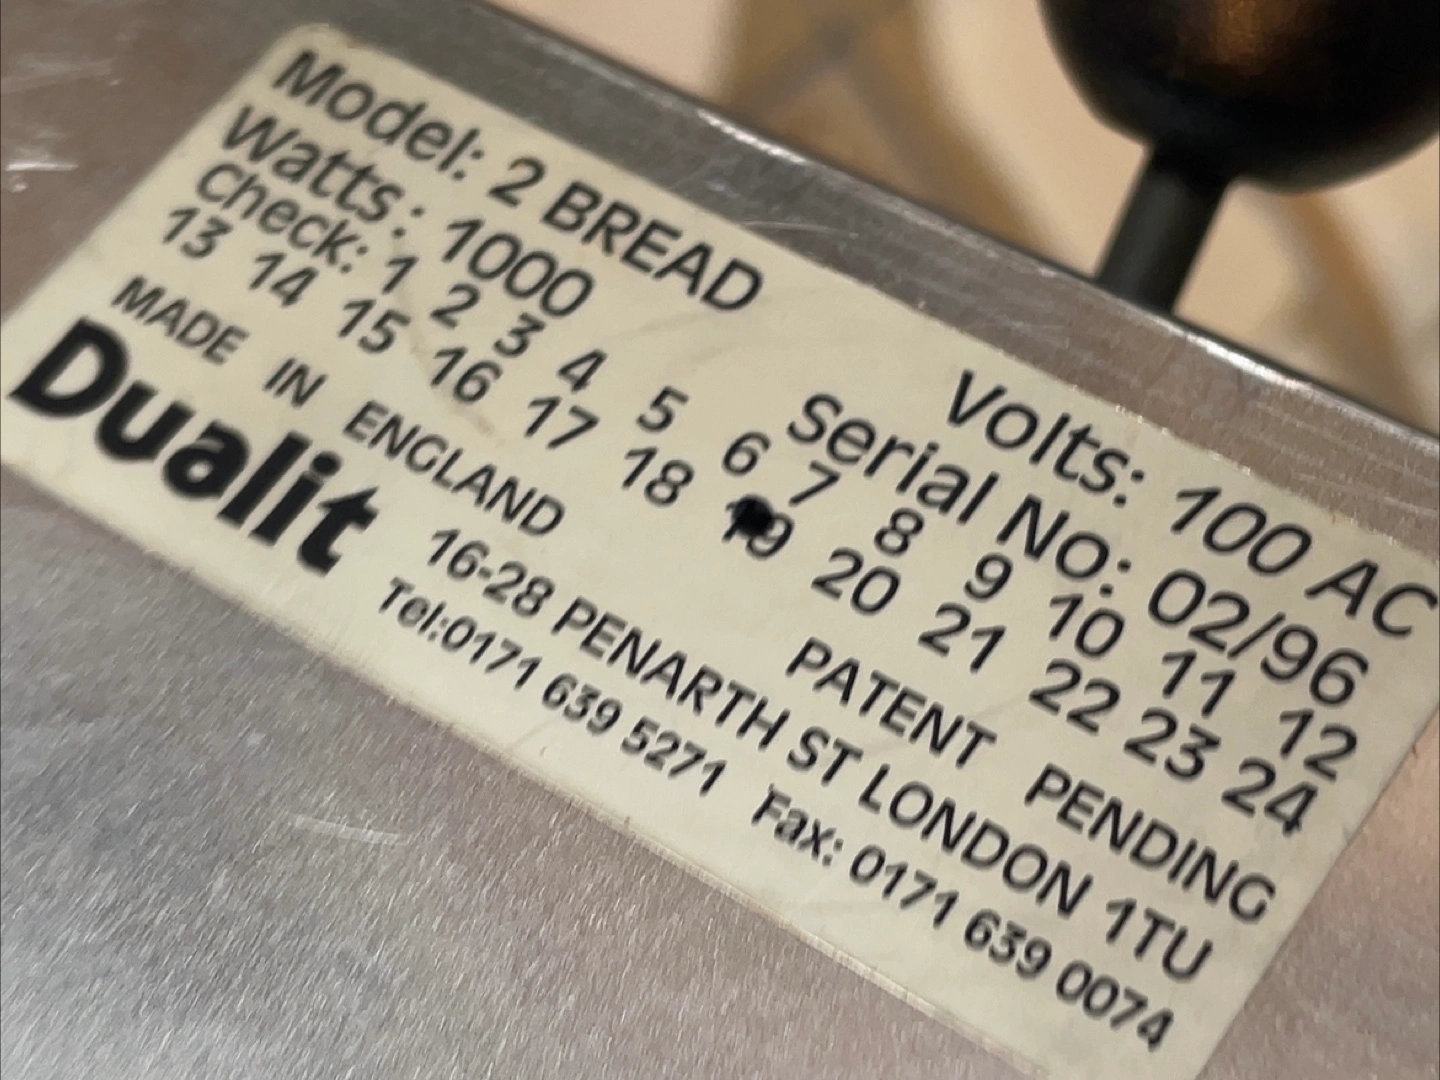 Model: 2 BREAD Volts: 100 AC
Watts: 1000 Serial No: 02/96
Check: 1 2 3 4 5 6 7 8 9 10 11 12
13 14 15 16 17 18 19 20 21 22 23 24
MADE IN ENGLAND PATENT PENDING
Dualit 16-28 PENARTH ST LONDON 1TU
Tel:0171 639 5271 Fax: 0171 639 0074